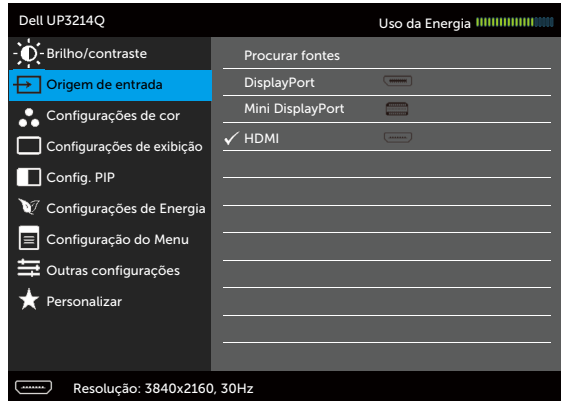 Dell UP3214Q
Uso da Energia
Brilho/contraste
Origem de entrada
Configurações de cor
Configurações de exibição
Config. PIP
Configurações de Energia
Configuração do Menu
Outras configurações
Personalizar
Procurar fontes
DisplayPort
Mini DisplayPort
HDMI
Resolução: 3840x2160, 30Hz